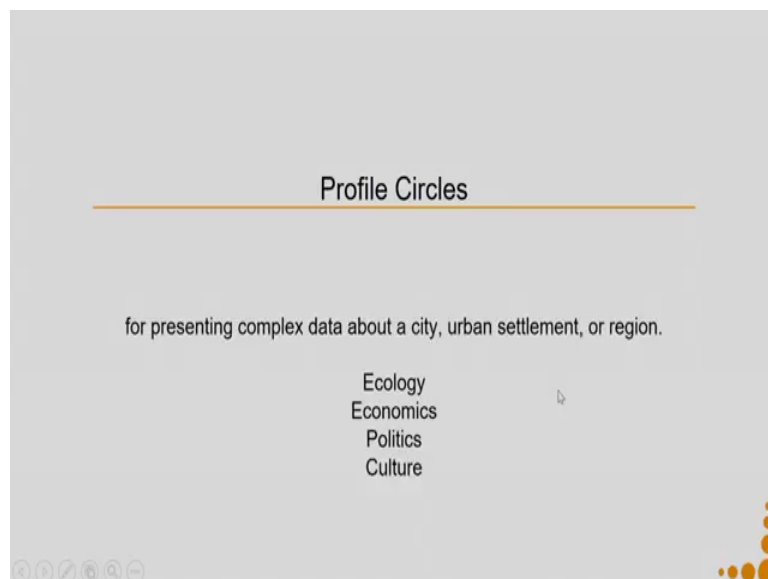 Profile Circles
for presenting complex data about a city, urban settlement, or region.
Ecology
Economics
Politics
Culture